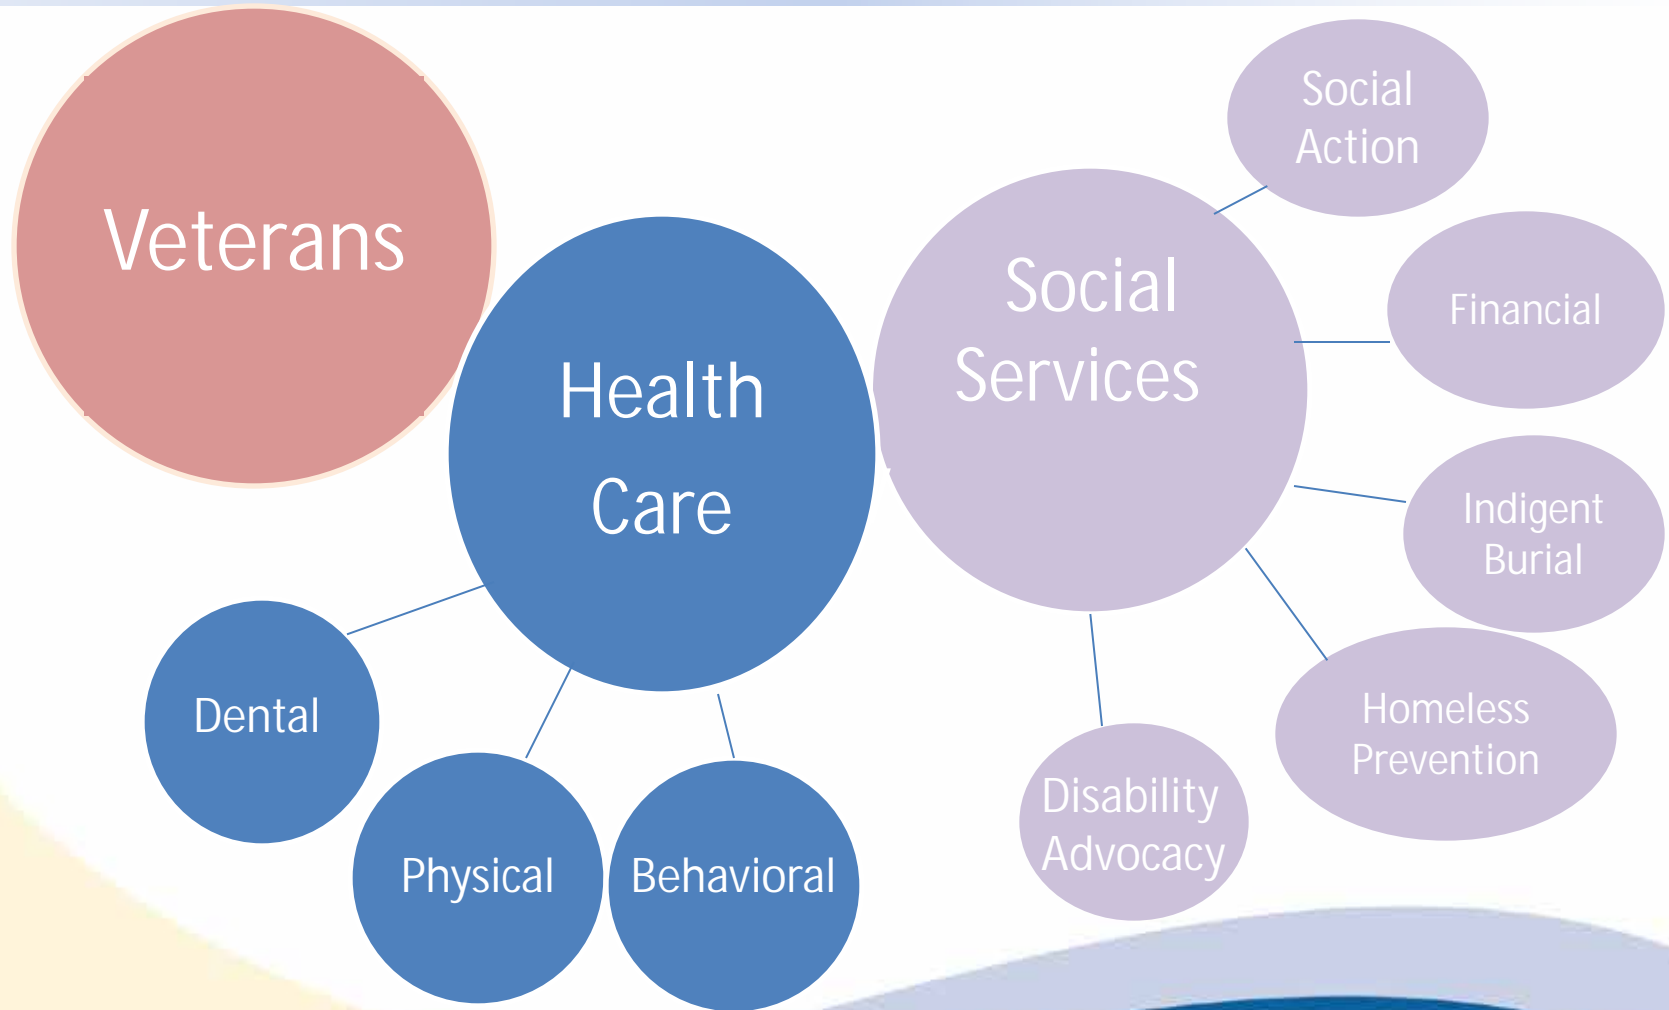 Veterans
Health
Care
Dental
Physical
Behavioral
Social
Services
Social
Action
Financial
Indigent
Burial
Homeless
Prevention
Disability
Advocacy